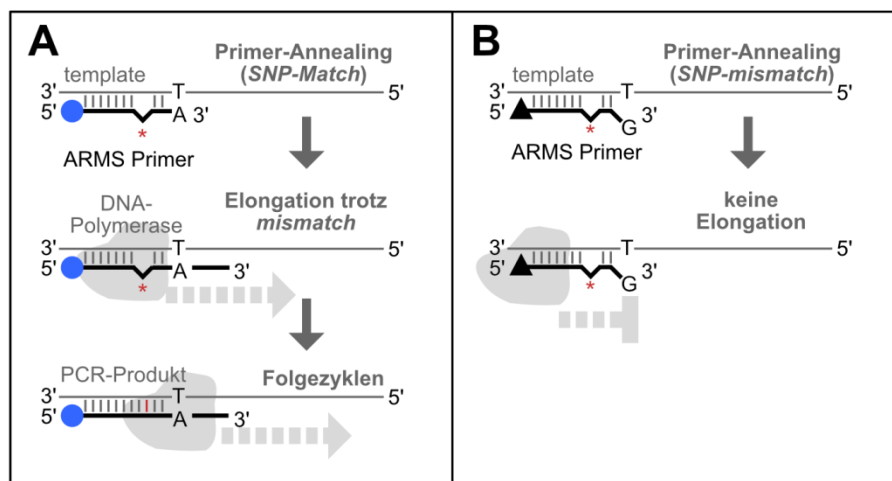 A
Primer-Annealing
(SNP-Match)
template
3' T 5'
5' A 3'
*
ARMS Primer
DNA-
Polymerase
Elongation trotz
mismatch
3' T 5'
5' A 3'
*
PCR-Produkt
Folgezyklen
3' T 5'
5' A 3'
B
Primer-Annealing
(SNP-mismatch)
template
3' T 5'
5' G 3'
*
ARMS Primer
keine
Elongation
3' T 5'
5' G 3'
*